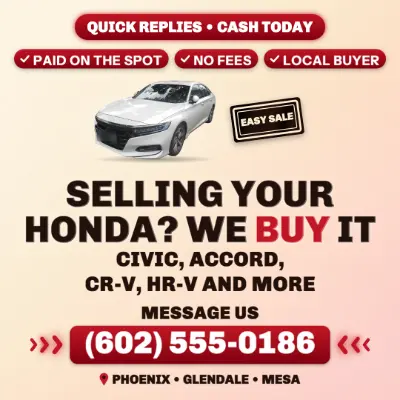 QUICK REPLIES • CASH TODAY
✓ PAID ON THE SPOT ✓ NO FEES ✓ LOCAL BUYER
EASY SALE
SELLING YOUR
HONDA? WE BUY IT
CIVIC, ACCORD,
CR-V, HR-V AND MORE
MESSAGE US
››› (602) 555-0186 ‹‹‹
PHOENIX • GLENDALE • MESA